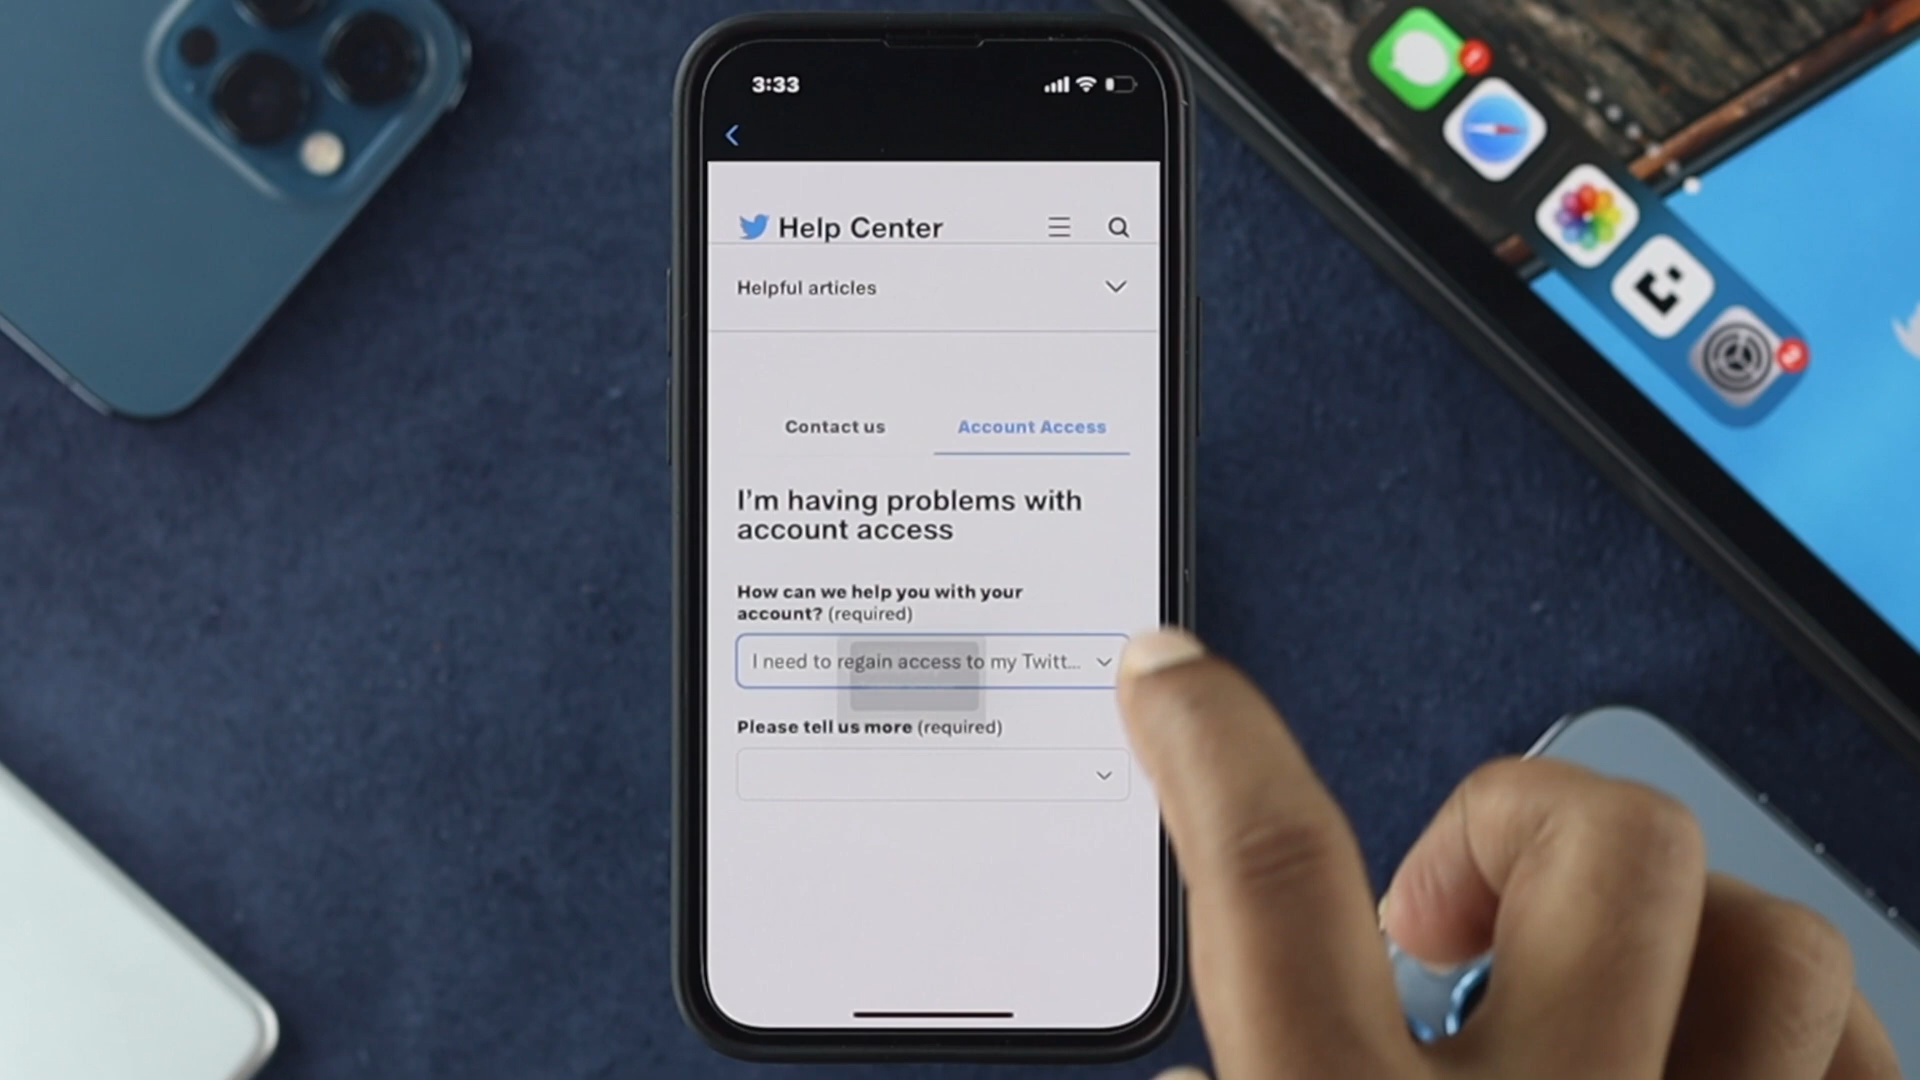 3:33
Help Center
Helpful articles
Contact us
Account Access
I'm having problems with
account access
How can we help you with your
account? (required)
I need to regain access to my Twitt...
Please tell us more (required)